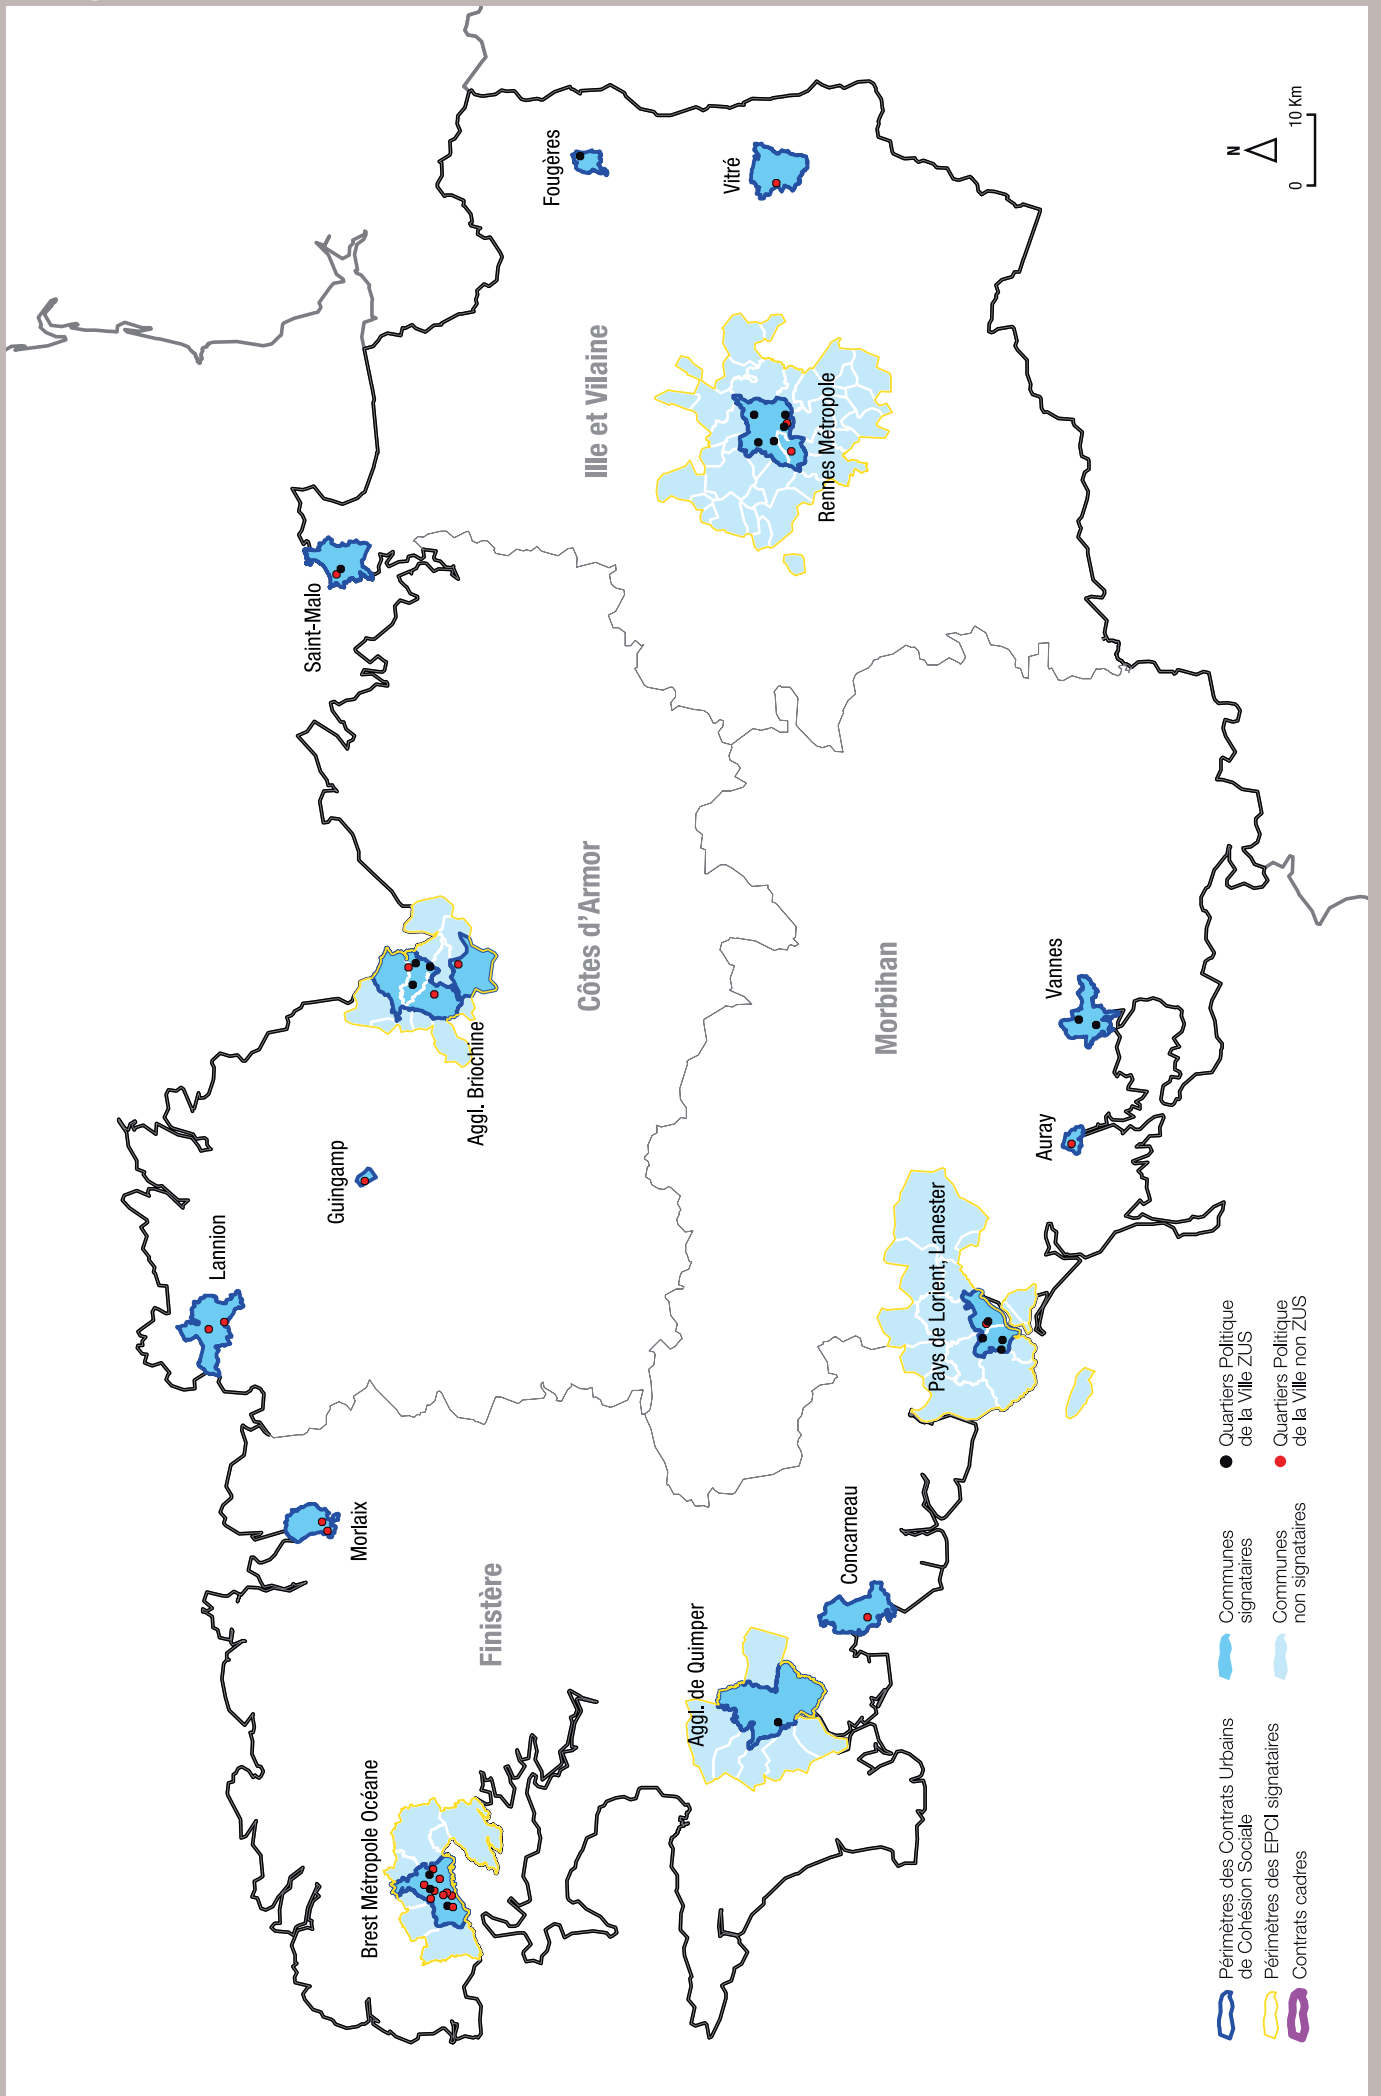 Fougères
Vitré
N
0
10 Km
Ille et Vilaine
Rennes Métropole
Saint-Malo
Côtes d'Armor
Aggl. Briochine
Guingamp
Lannion
Morbihan
Vannes
Auray
Pays de Lorient, Lanester
Morlaix
Finistère
Concarneau
Aggl. de Quimper
Brest Métropole Océane
Périmètres des Contrats Urbains
de Cohésion Sociale
Périmètres des EPCI signataires
Contrats cadres
Communes
signataires
Communes
non signataires
Quartiers Politique
de la Ville ZUS
Quartiers Politique
de la Ville non ZUS